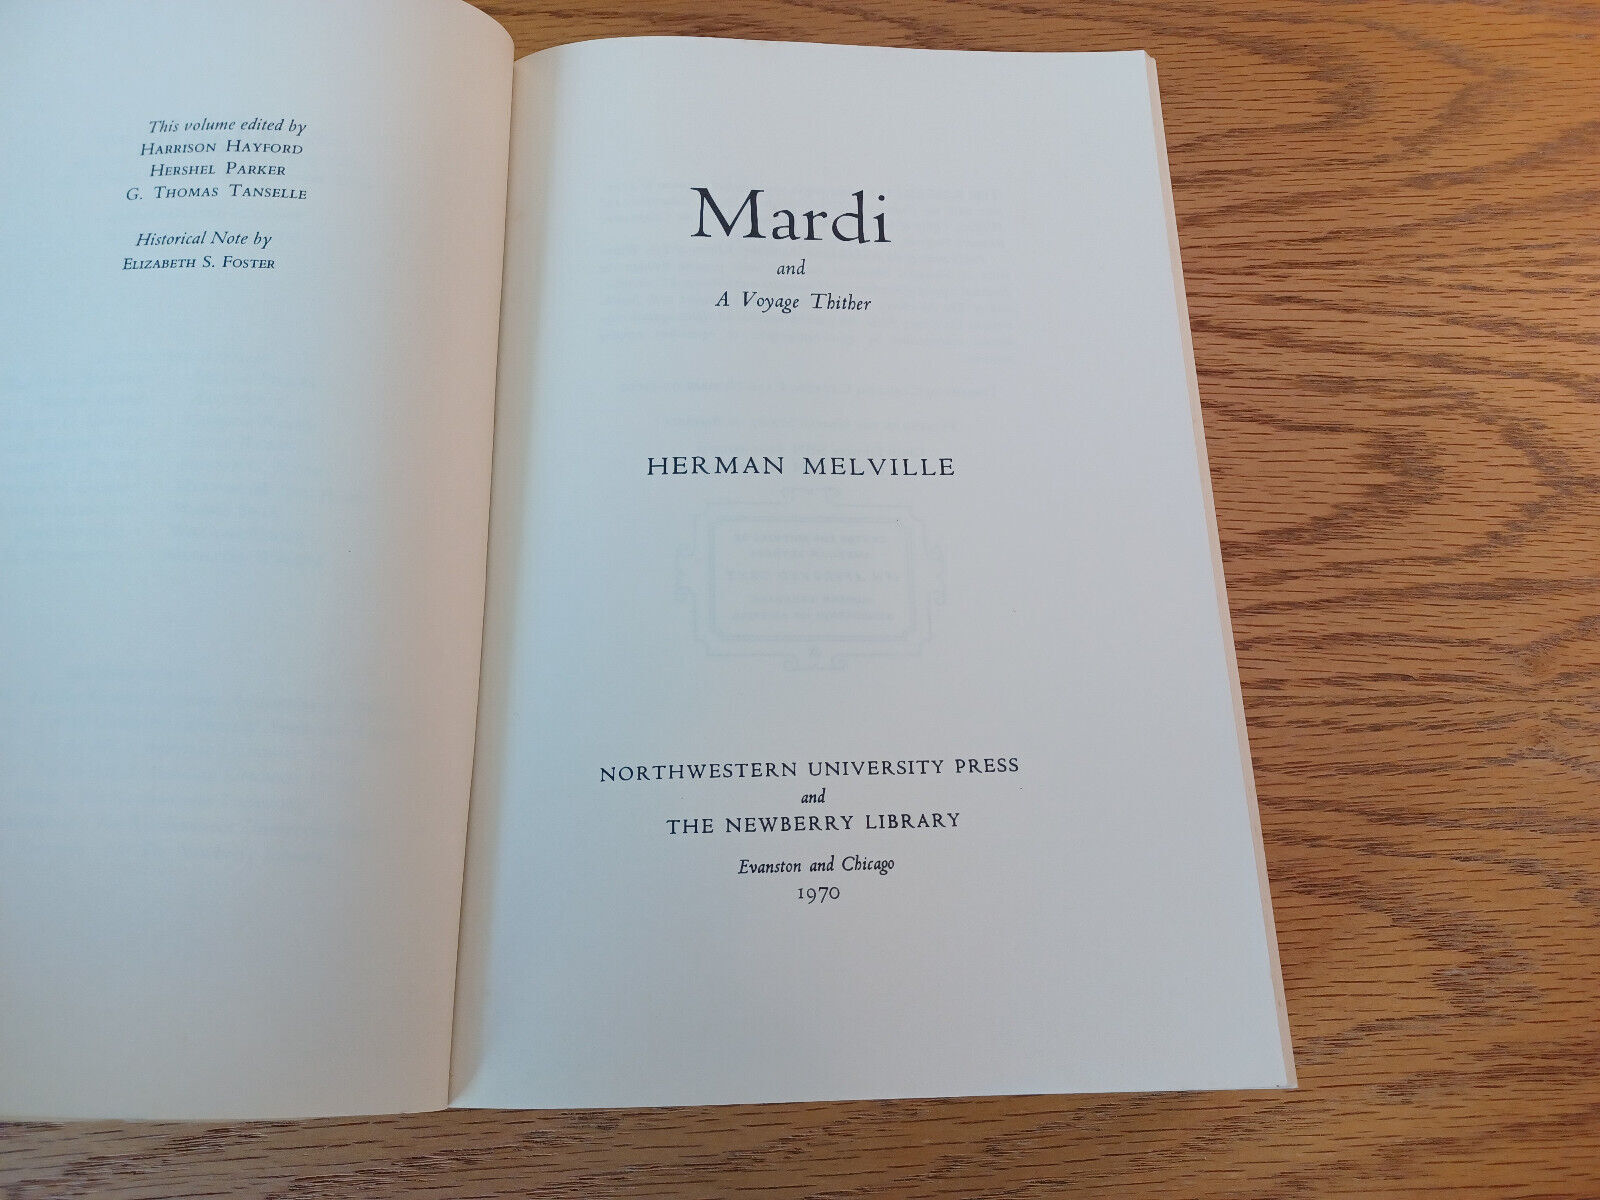 This volume edited by
HARRISON HAYFORD
HERSHEL PARKER
G. THOMAS TANSELLE
Historical Note by
ELIZABETH S. FOSTER
Mardi
and
A Voyage Thither
HERMAN MELVILLE
NORTHWESTERN UNIVERSITY PRESS
and
THE NEWBERRY LIBRARY
Evanston and Chicago
1970